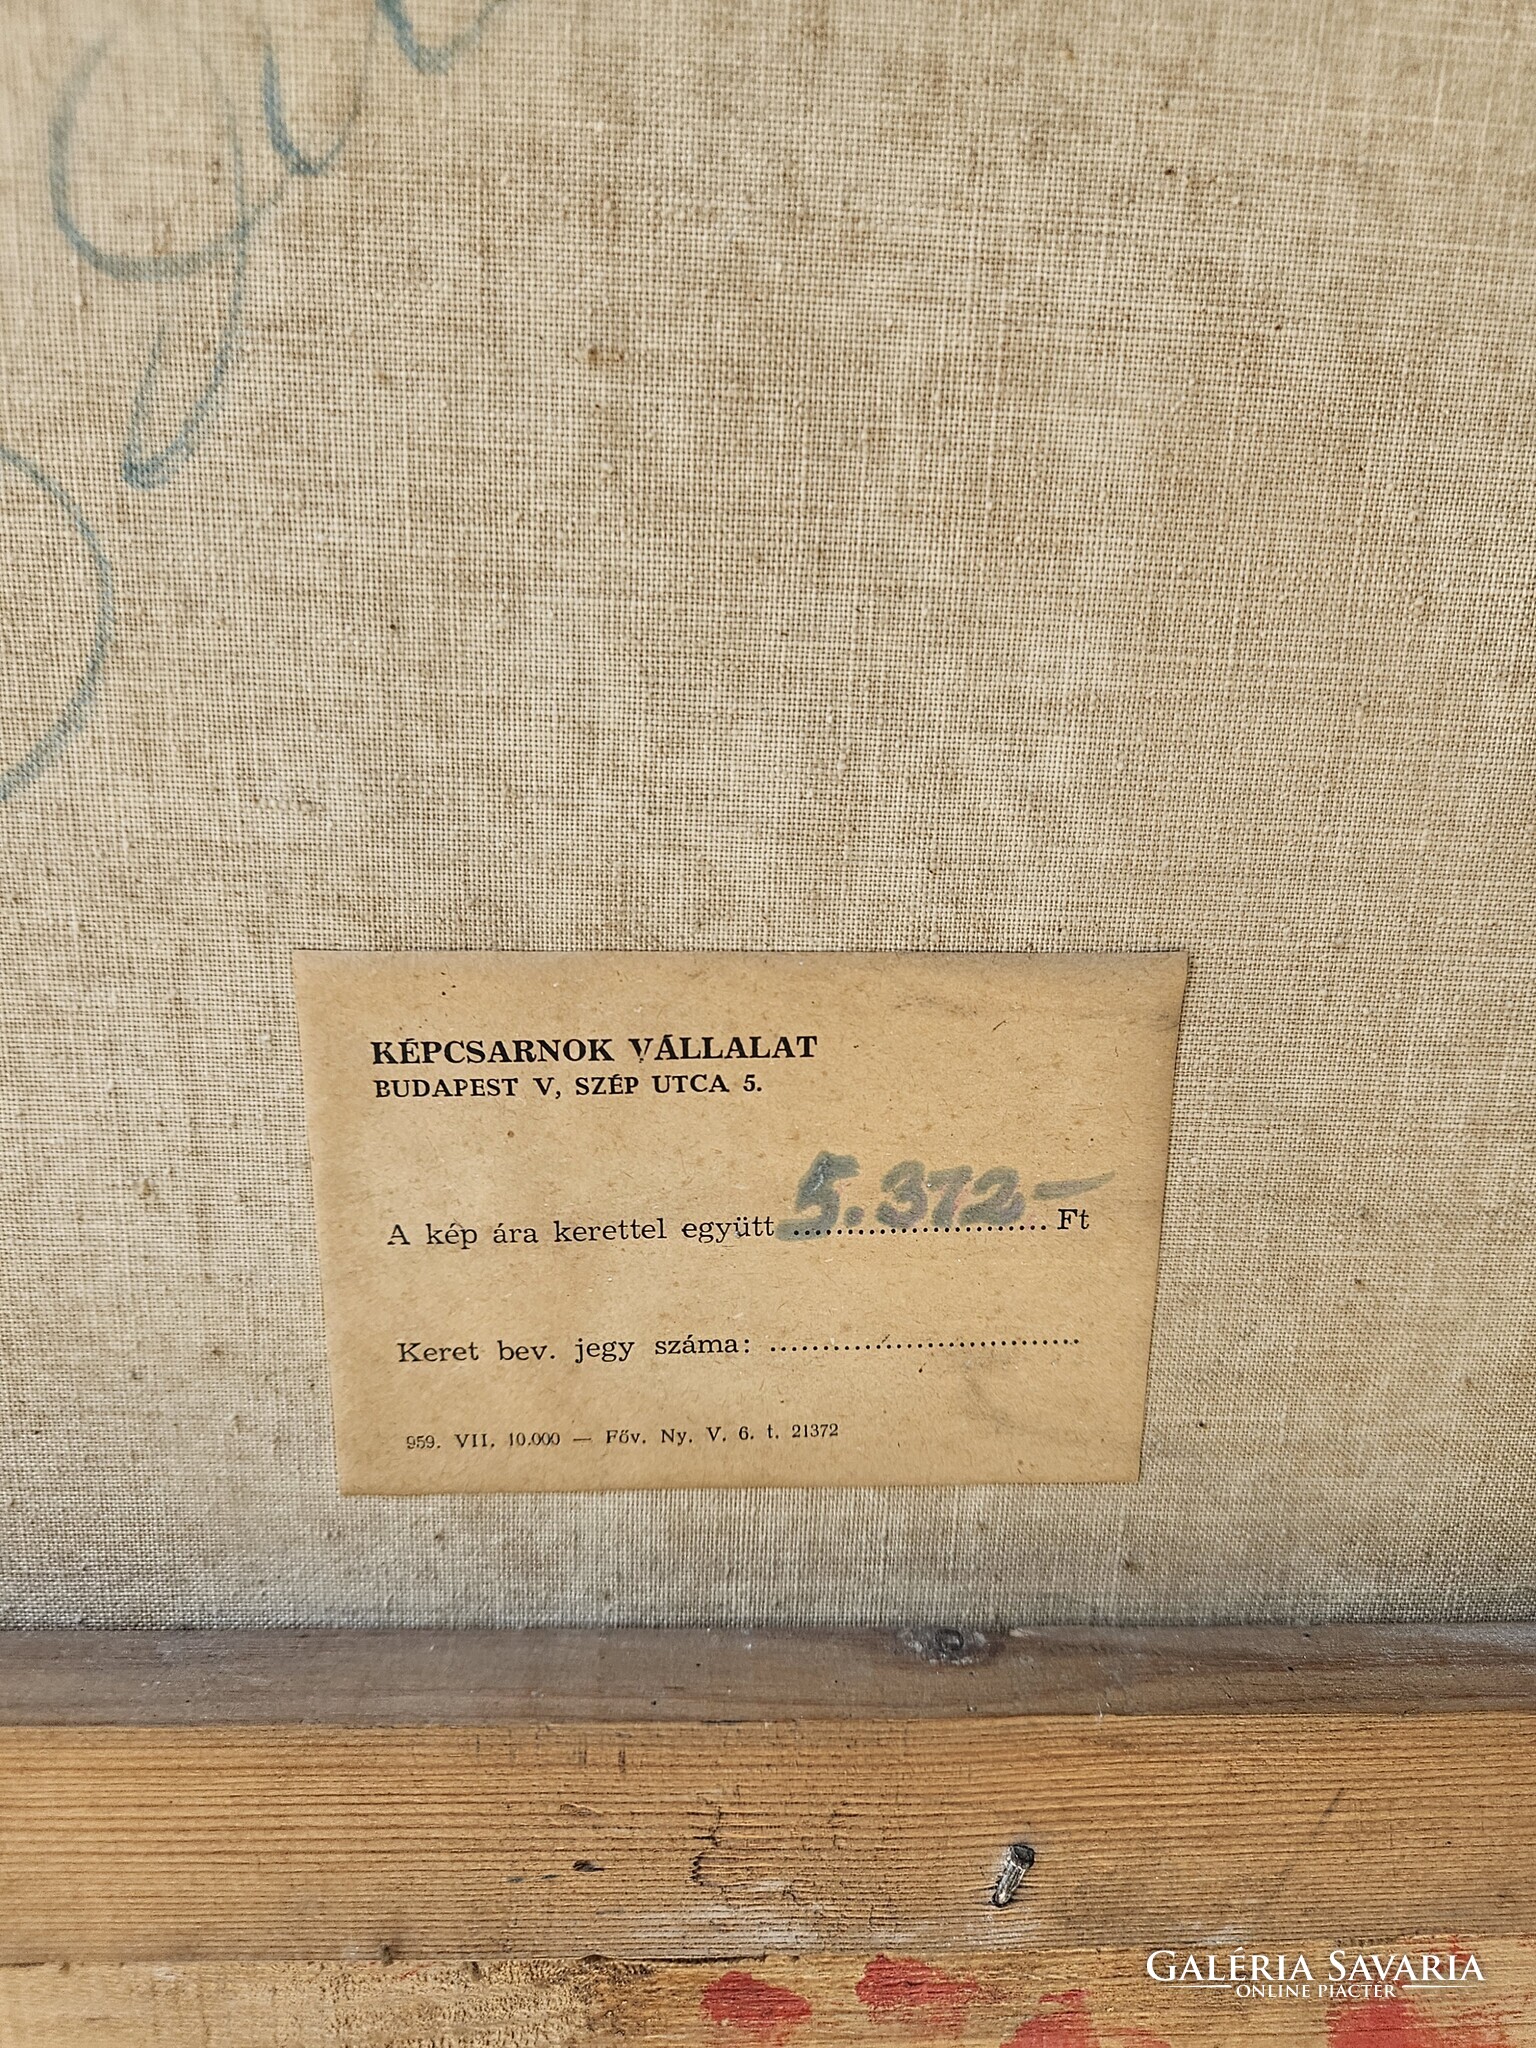 KÉPCSARNOK VÁLLALAT
BUDAPEST V, SZÉP UTCA 5.
A kép ára kerettel együtt 5.372 — Ft
Keret bev. jegy száma: ..............................
959. VII. 10.000 — Főv. Ny. V. 6. t. 21372
GALÉRIA SAVARIA
ONLINE PIACTÉR